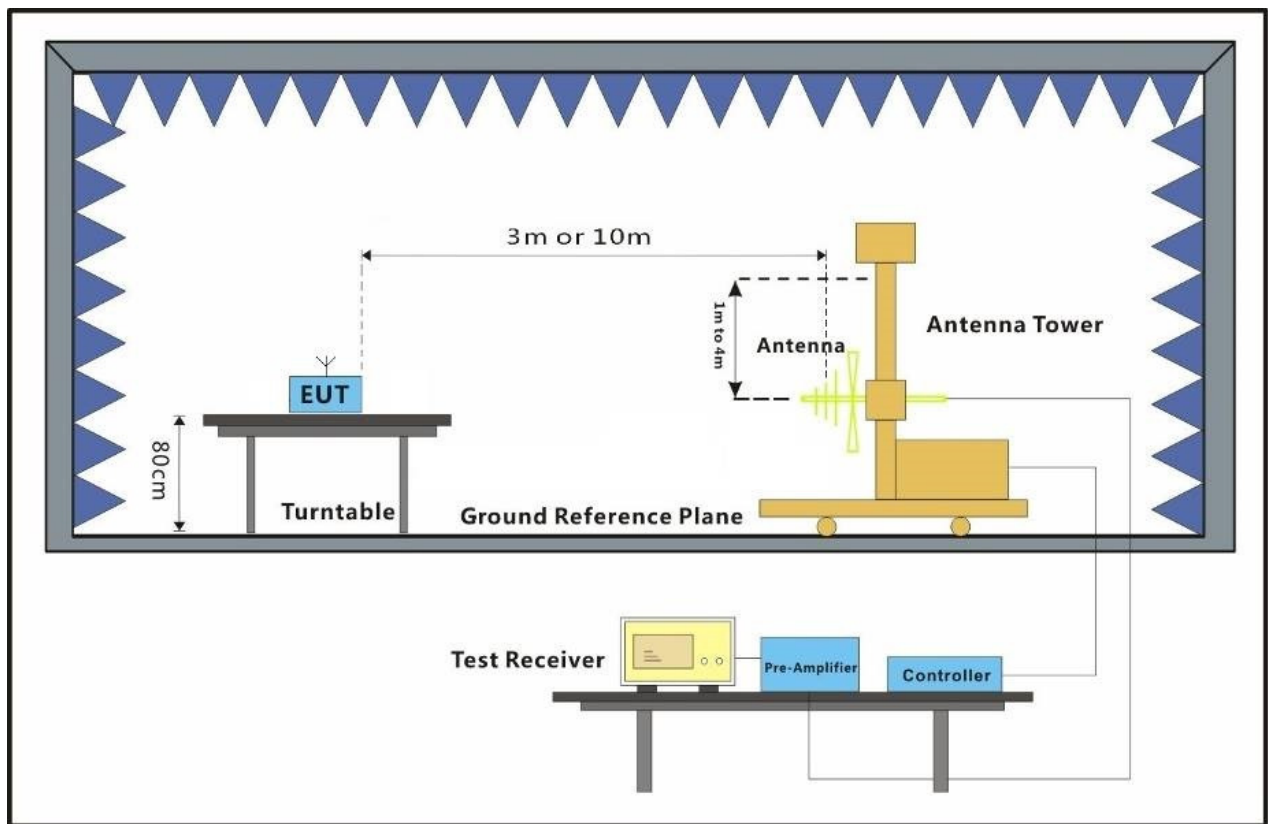 3m or 10m
1m to 4m
Antenna
Antenna Tower
EUT
80cm
Turntable
Ground Reference Plane
Test Receiver
Pre-Amplifier
Controller